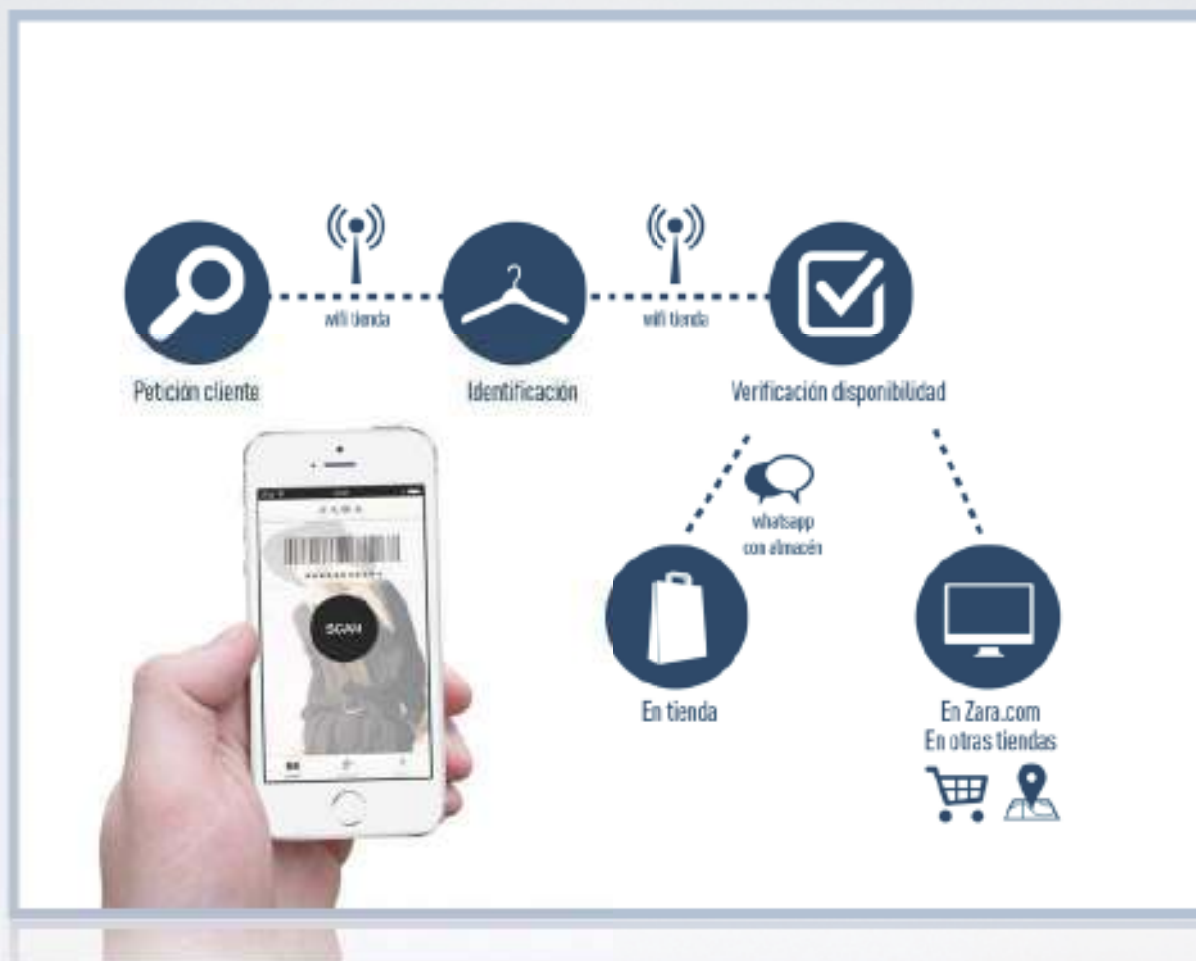 wifi tienda
wifi tienda
Petición cliente
Identificación
Verificación disponibilidad
whatsapp
con almacén
SCAN
En tienda
En Zara.com
En otras tiendas